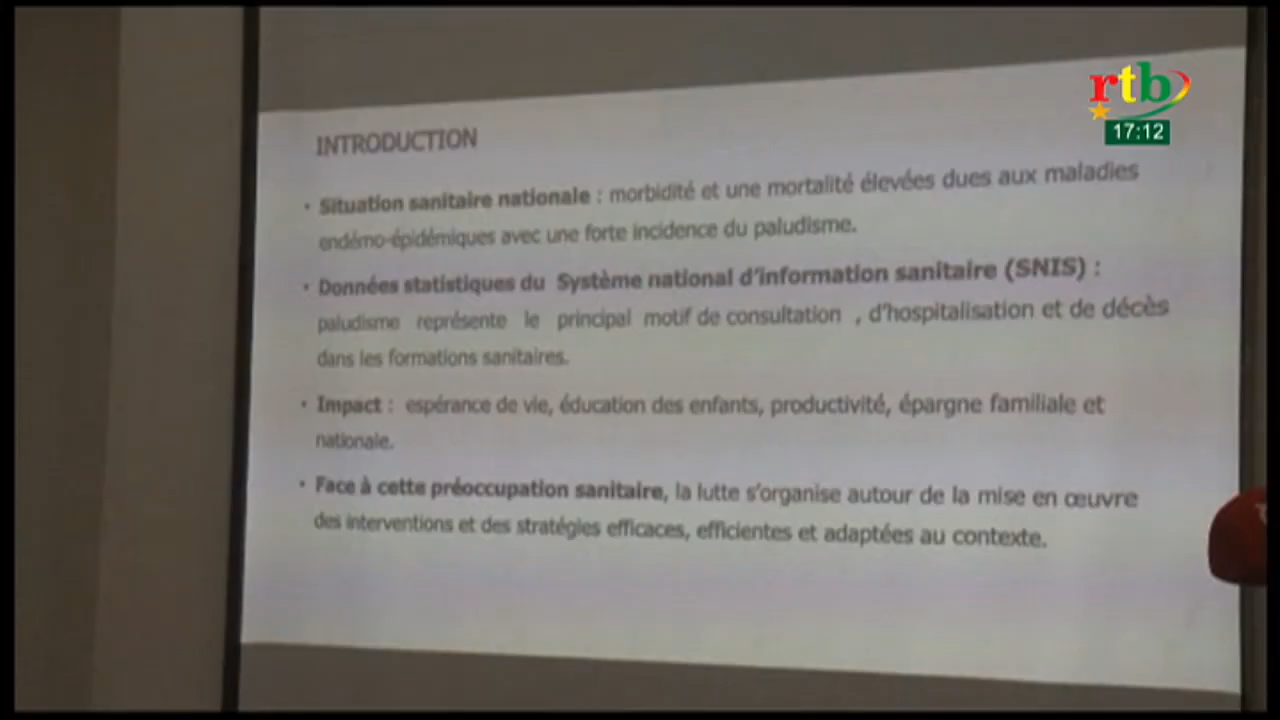 rtb
17:12
INTRODUCTION
· Situation sanitaire nationale : morbidité et une mortalité élevées dues aux maladies
endémo-épidémiques avec une forte incidence du paludisme.
· Données statistiques du Système national d'information sanitaire (SNIS) :
paludisme représente le principal motif de consultation , d'hospitalisation et de décès
dans les formations sanitaires.
· Impact : espérance de vie, éducation des enfants, productivité, épargne familiale et
nationale.
· Face à cette préoccupation sanitaire, la lutte s'organise autour de la mise en œuvre
des interventions et des stratégies efficaces, efficientes et adaptées au contexte.